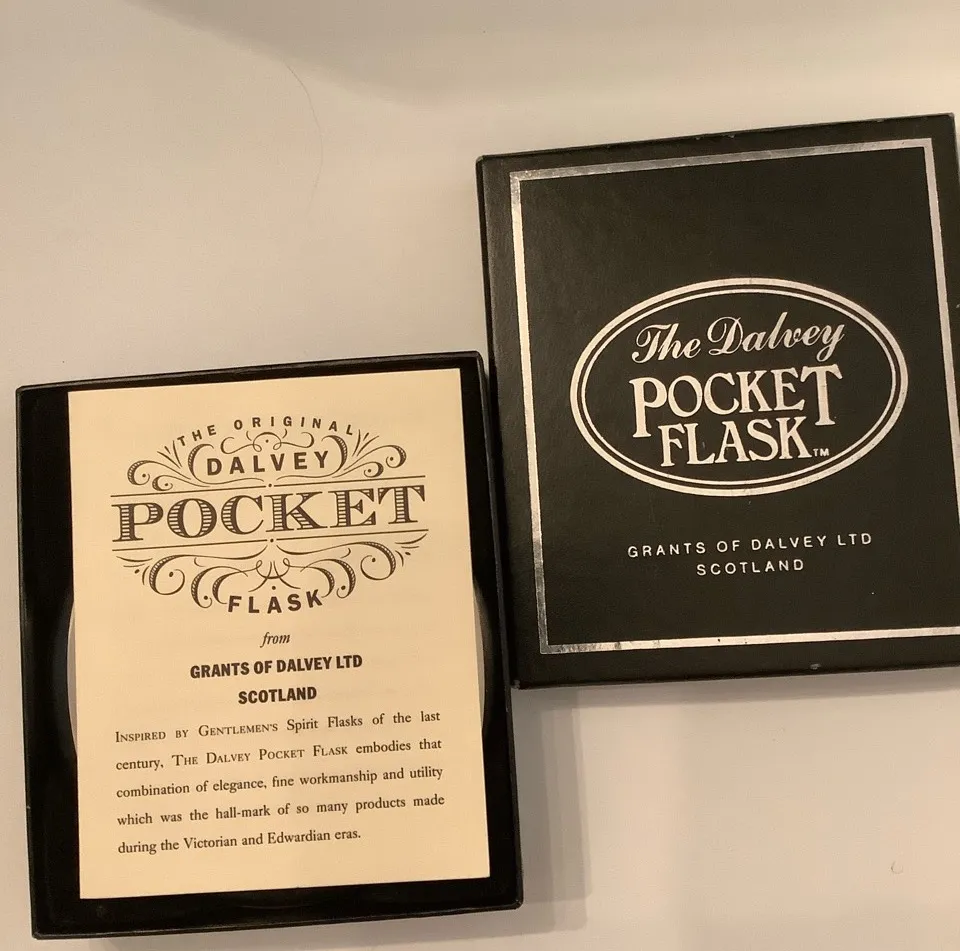 THE ORIGINAL
DALVEY
POCKET
FLASK
from
GRANTS OF DALVEY LTD
SCOTLAND
INSPIRED BY GENTLEMEN'S Spirit Flasks of the last
century, THE DALVEY POCKET FLASK embodies that
combination of elegance, fine workmanship and utility
which was the hall-mark of so many products made
during the Victorian and Edwardian eras.
The Dalvey
POCKET
FLASK™
GRANTS OF DALVEY LTD
SCOTLAND